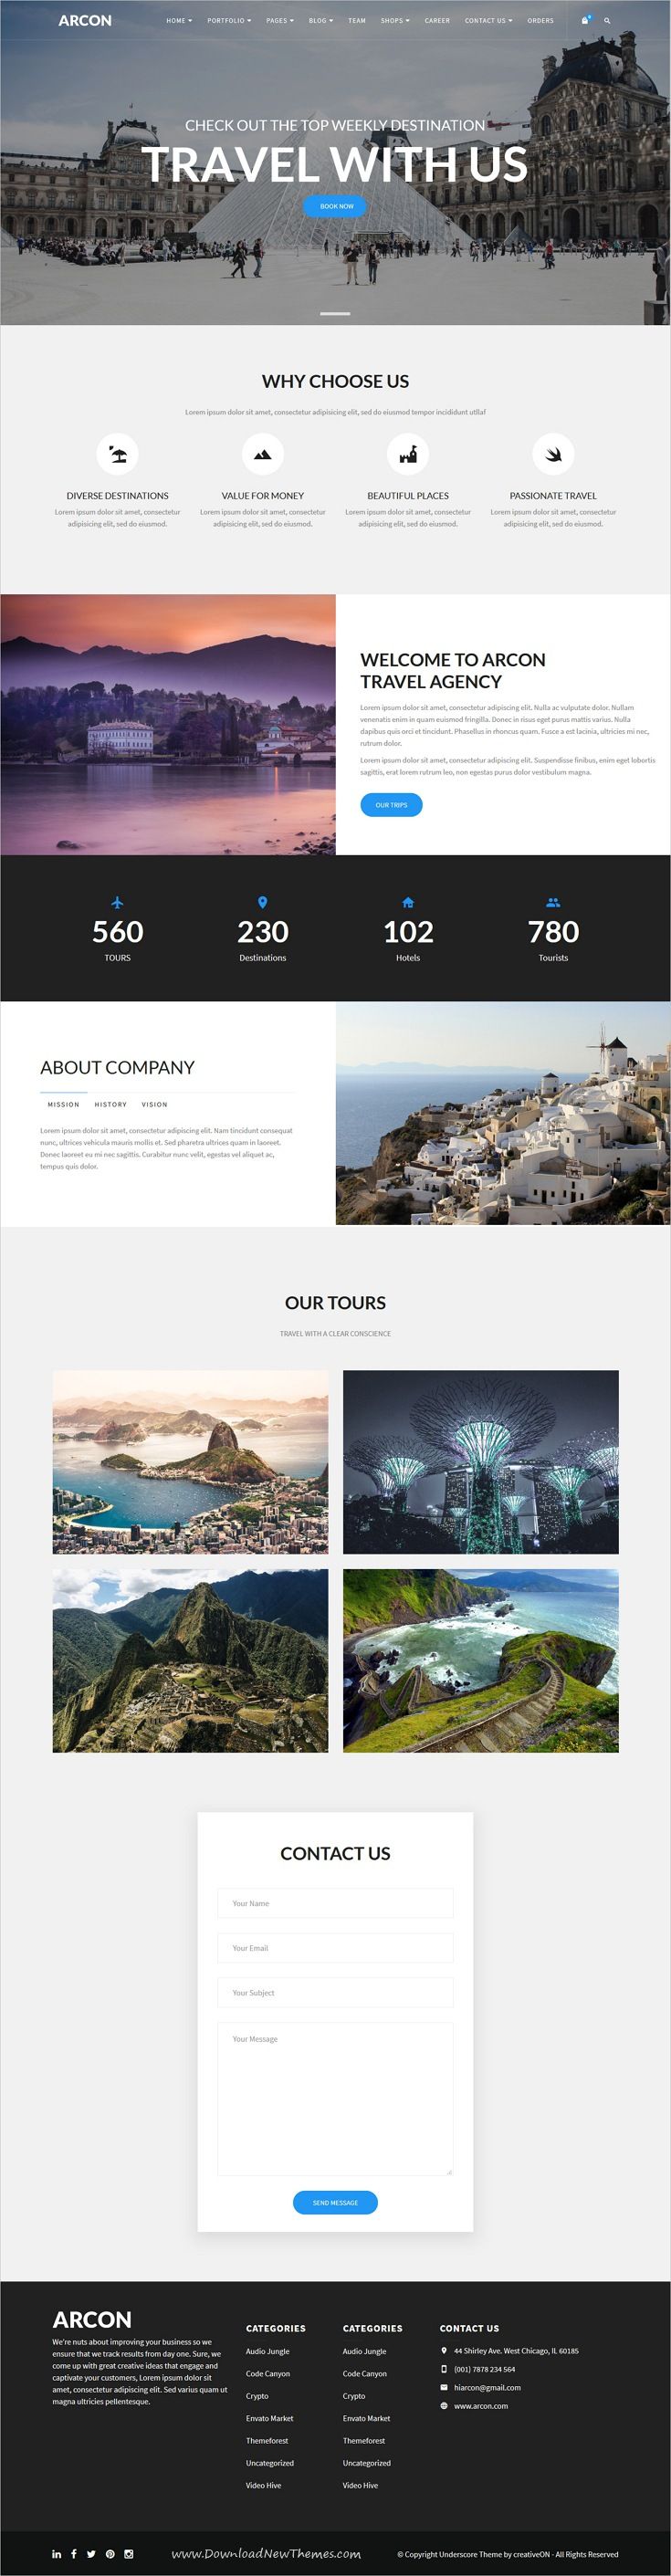 ARCON
HOME PORTFOLIO PAGES BLOG TEAM SHOPS CAREER CONTACT US ORDERS
0
CHECK OUT THE TOP WEEKLY DESTINATION
TRAVEL WITH US
BOOK NOW
WHY CHOOSE US
Lorem ipsum dolor sit amet, consectetur adipisicing elit, sed do eiusmod tempor incididunt utllaf
DIVERSE DESTINATIONS
Lorem ipsum dolor sit amet, consectetur
adipisicing elit, sed do eiusmod.
VALUE FOR MONEY
Lorem ipsum dolor sit amet, consectetur
adipisicing elit, sed do eiusmod.
BEAUTIFUL PLACES
Lorem ipsum dolor sit amet, consectetur
adipisicing elit, sed do eiusmod.
PASSIONATE TRAVEL
Lorem ipsum dolor sit amet, consectetur
adipisicing elit, sed do eiusmod.
WELCOME TO ARCON
TRAVEL AGENCY
Lorem ipsum dolor sit amet, consectetur adipiscing elit. Nulla ac vulputate dolor. Nullam
venenatis enim in quam euismod fringilla. Donec in risus eget purus mattis varius. Nulla
dapibus quis orci et tincidunt. Phasellus in rhoncus quam. Fusce a est lacinia, ultricies mi nec,
rutrum dolor.
Lorem ipsum dolor sit amet, consectetur adipiscing elit. Suspendisse finibus, enim eget lobortis
sagittis, erat lorem rutrum leo, non egestas purus dolor vestibulum magna.
OUR TRIPS
560
TOURS
230
Destinations
102
Hotels
780
Tourists
ABOUT COMPANY
MISSION HISTORY VISION
Lorem ipsum dolor sit amet, consectetur adipiscing elit. Nam tincidunt consequat
nunc, ultrices vehicula mauris mollis et. Sed pharetra ultrices quam in laoreet.
Donec laoreet eu mi nec sagittis. Curabitur nunc velit, egestas vel aliquet ac,
tempus quis dolor.
OUR TOURS
TRAVEL WITH A CLEAR CONSCIENCE
CONTACT US
Your Name
Your Email
Your Subject
Your Message
SEND MESSAGE
ARCON
We're nuts about improving your business so we
ensure that we track results from day one. Sure, we
come up with great creative ideas that engage and
captivate your customers, Lorem ipsum dolor sit
amet, consectetur adipiscing elit. Sed varius quam ut
magna ultricies pellentesque.
CATEGORIES
Audio Jungle
Code Canyon
Crypto
Envato Market
Themeforest
Uncategorized
Video Hive
CATEGORIES
Audio Jungle
Code Canyon
Crypto
Envato Market
Themeforest
Uncategorized
Video Hive
CONTACT US
44 Shirley Ave. West Chicago, IL 60185
(001) 7878 234 564
hiarcon@gmail.com
www.arcon.com
www.DownloadNewThemes.com
© Copyright Underscore Theme by creativeON - All Rights Reserved